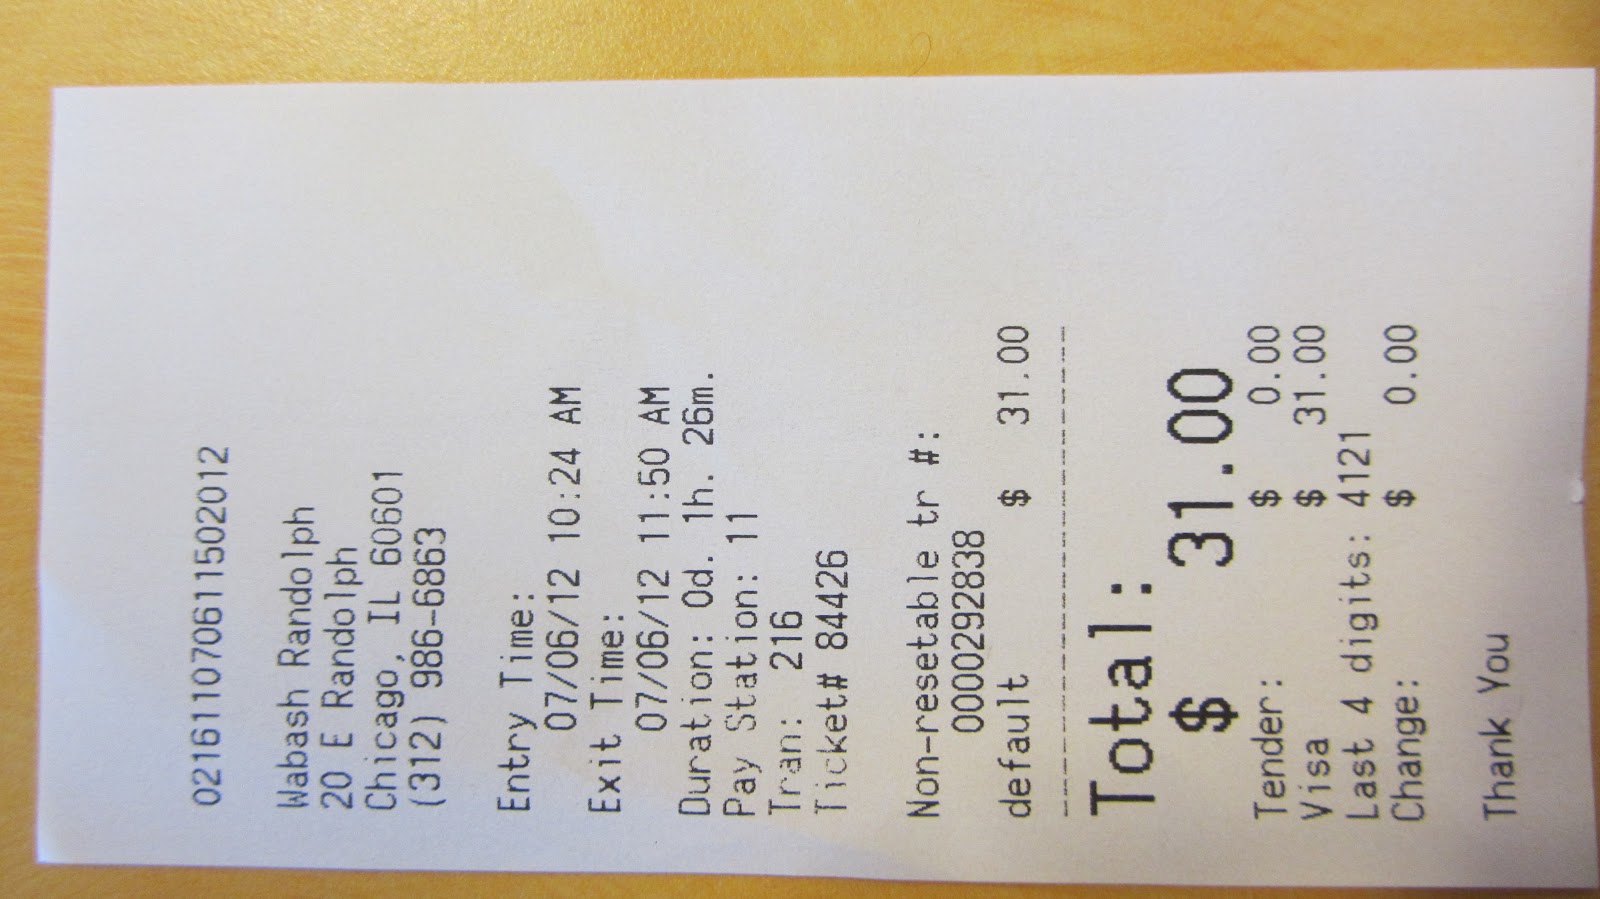 0216110706115020​12
Wabash Randolph
20 E Randolph
Chicago, IL 60601
(312) 986-6863
Entry Time:
07/06/12 10:24 AM
Exit Time:
07/06/12 11:50 AM
Duration: 0d. 1h. 26m.
Pay Station: 11
Tran: 216
Ticket# 84426
Non-resetable tr #:
0000292838
default $ 31.00
Total:
$ 31.00
Tender: $ 0.00
Visa $ 31.00
Last 4 digits: 4121
Change: $ 0.00
Thank You